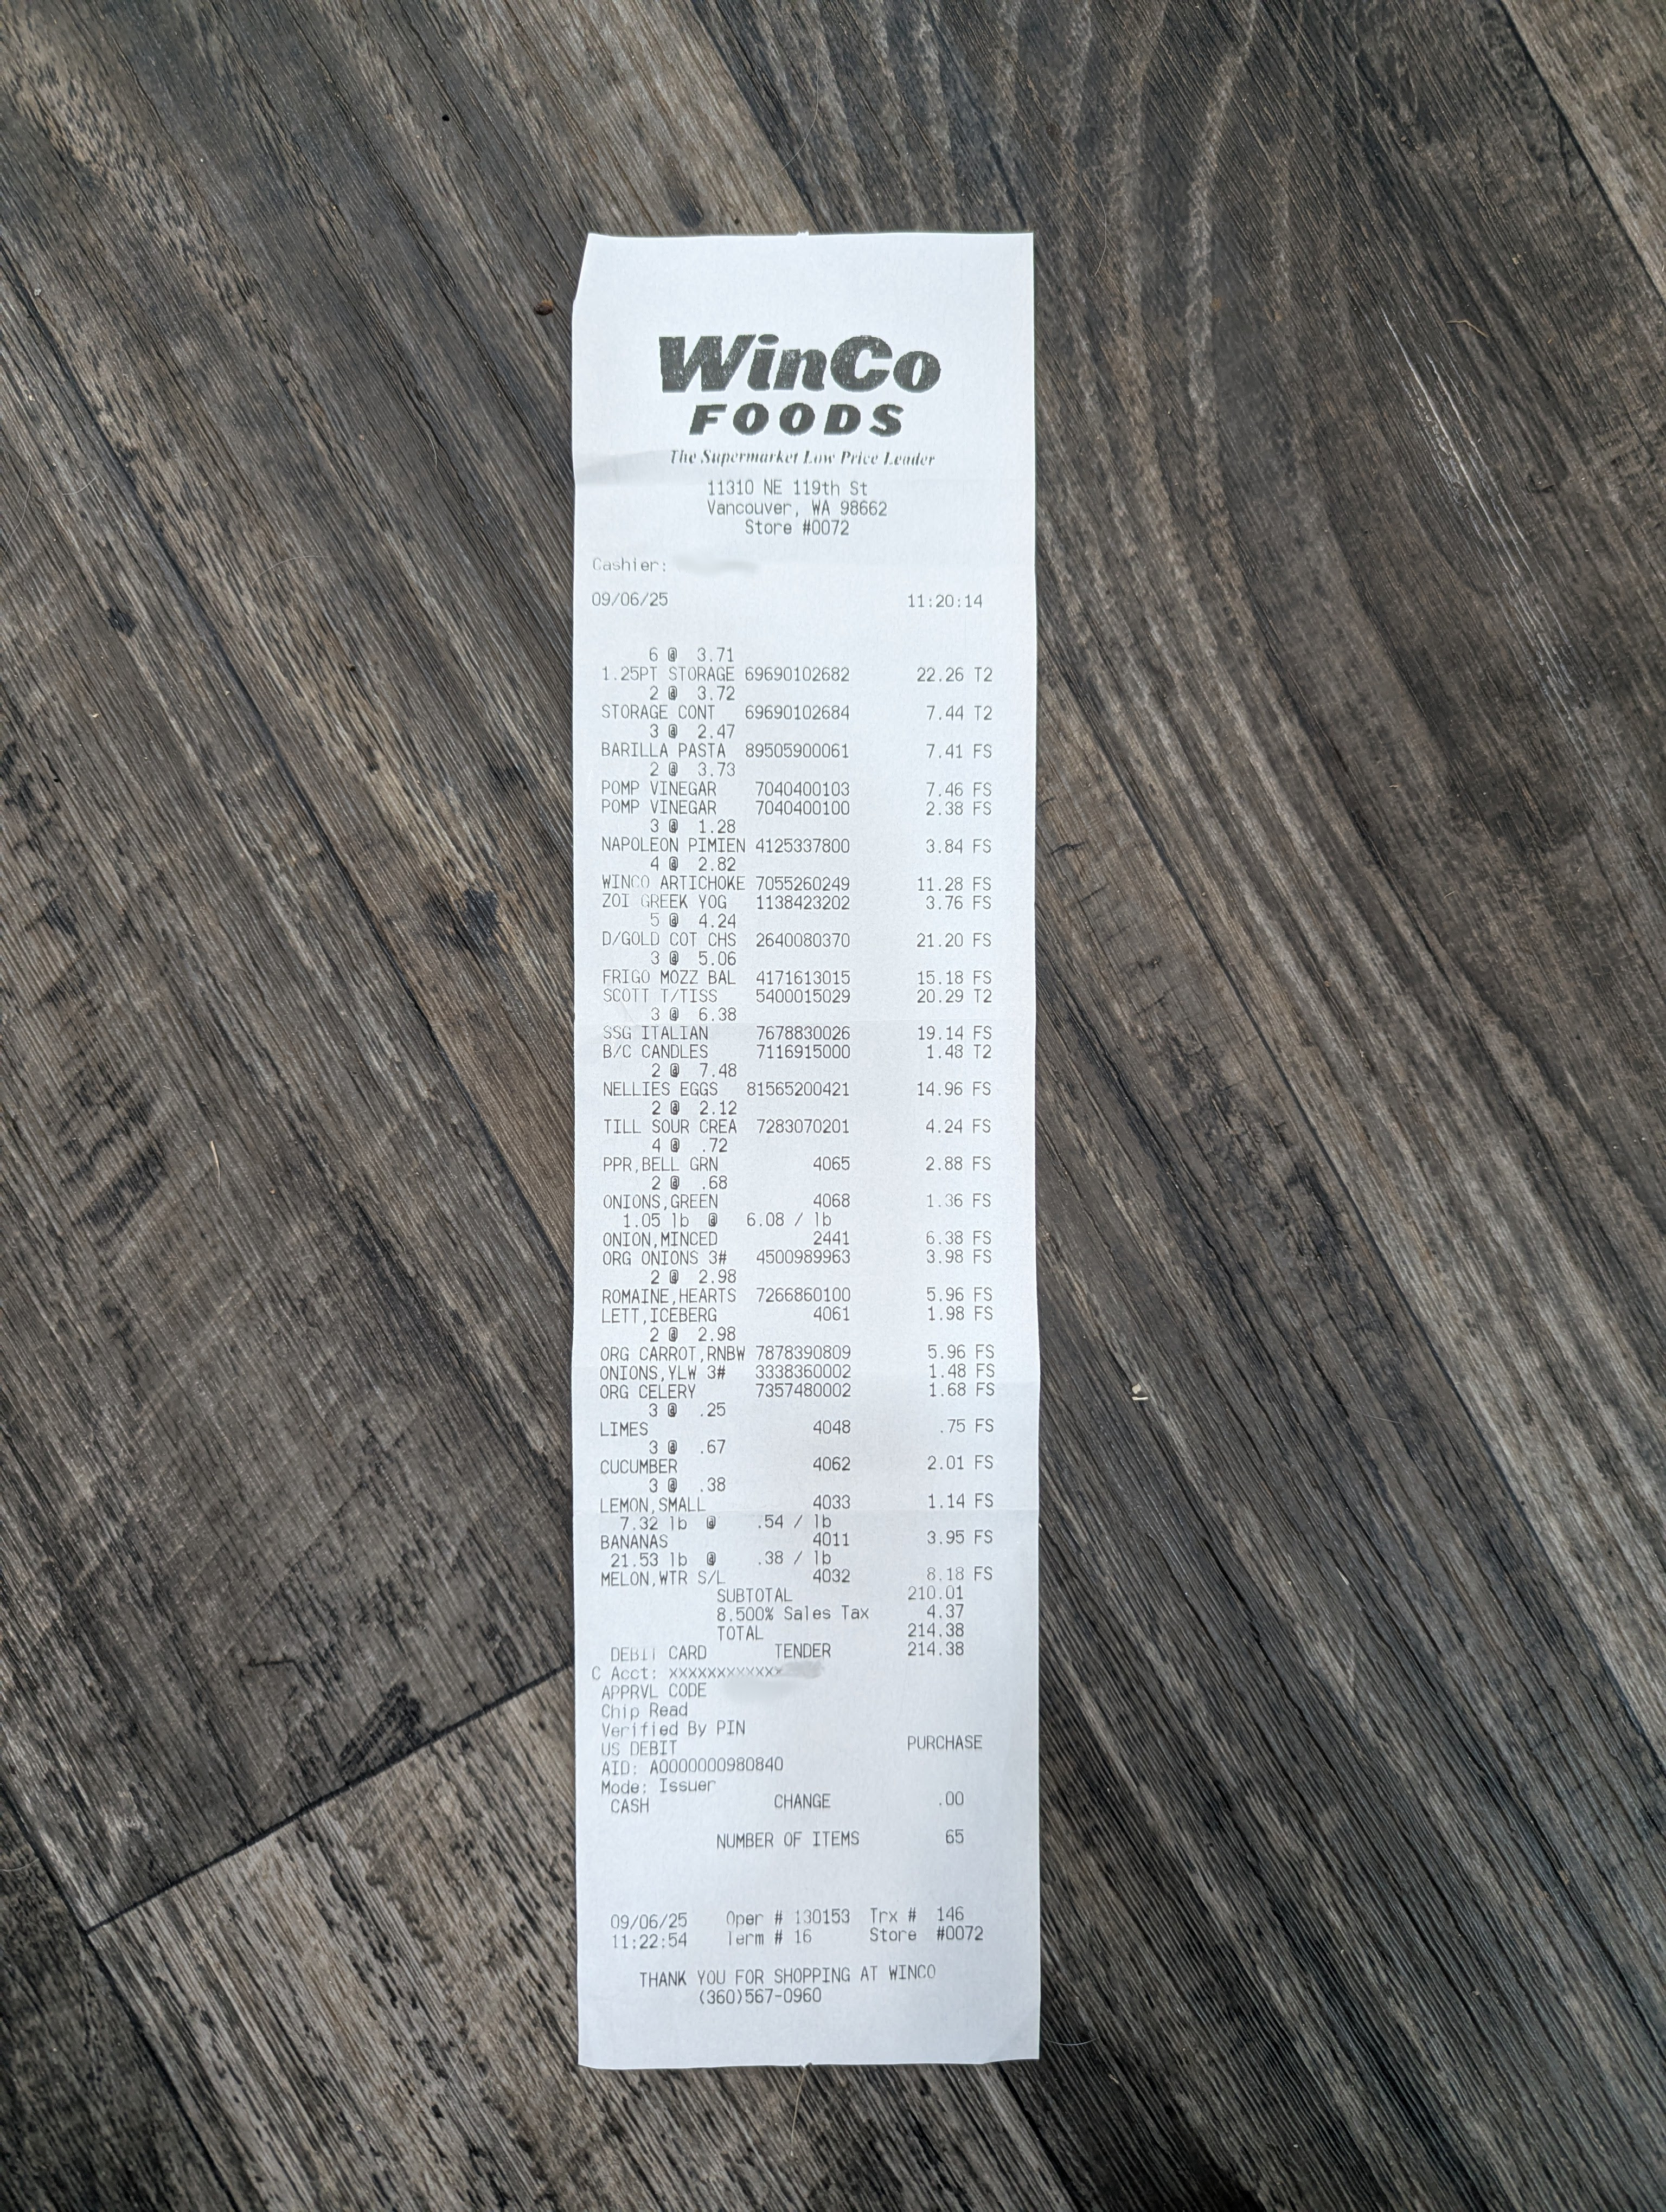 WinCo
FOODS
The Supermarket Low Price Leader
11310 NE 119th St
Vancouver, WA 98662
Store #0072
Cashier:
09/06/25 11:20:14
6 @ 3.71
1.25PT STORAGE 69690102682 22.26 T2
2 @ 3.72
STORAGE CONT 69690102684 7.44 T2
3 @ 2.47
BARILLA PASTA 89505900061 7.41 FS
2 @ 3.73
POMP VINEGAR 7040400103 7.46 FS
POMP VINEGAR 7040400100 2.38 FS
3 @ 1.28
NAPOLEON PIMIEN 4125337800 3.84 FS
4 @ 2.82
WINCO ARTICHOKE 7055260249 11.28 FS
ZOI GREEK YOG 1138423202 3.76 FS
5 @ 4.24
D/GOLD COT CHS 2640080370 21.20 FS
3 @ 5.06
FRIGO MOZZ BAL 4171613015 15.18 FS
SCOTT T/TISS 5400015029 20.29 T2
3 @ 6.38
SSG ITALIAN 7678830026 19.14 FS
B/C CANDLES 7116915000 1.48 T2
2 @ 7.48
NELLIES EGGS 81565200421 14.96 FS
2 @ 2.12
TILL SOUR CREA 7283070201 4.24 FS
4 @ .72
PPR,BELL GRN 4065 2.88 FS
2 @ .68
ONIONS,GREEN 4068 1.36 FS
1.05 lb @ 6.08 / lb
ONION,MINCED 2441 6.38 FS
ORG ONIONS 3# 4500989963 3.98 FS
2 @ 2.98
ROMAINE,HEARTS 7266860100 5.96 FS
LETT,ICEBERG 4061 1.98 FS
2 @ 2.98
ORG CARROT,RNBW 7878390809 5.96 FS
ONIONS,YLW 3# 3338360002 1.48 FS
ORG CELERY 7357480002 1.68 FS
3 @ .25
LIMES 4048 .75 FS
3 @ .67
CUCUMBER 4062 2.01 FS
3 @ .38
LEMON,SMALL 4033 1.14 FS
7.32 lb @ .54 / lb
BANANAS 4011 3.95 FS
21.53 lb @ .38 / lb
MELON,WTR S/L 4032 8.18 FS
SUBTOTAL 210.01
8.500% Sales Tax 4.37
TOTAL 214.38
DEBIT CARD TENDER 214.38
C Acct: xxxxxxxxxxxx
APPRVL CODE
Chip Read
Verified By PIN
US DEBIT PURCHASE
AID: A0000000980840
Mode: Issuer
CASH CHANGE .00
NUMBER OF ITEMS 65
09/06/25 Oper # 130153 Trx # 146
11:22:54 Term # 16 Store #0072
THANK YOU FOR SHOPPING AT WINCO
(360)567-0960